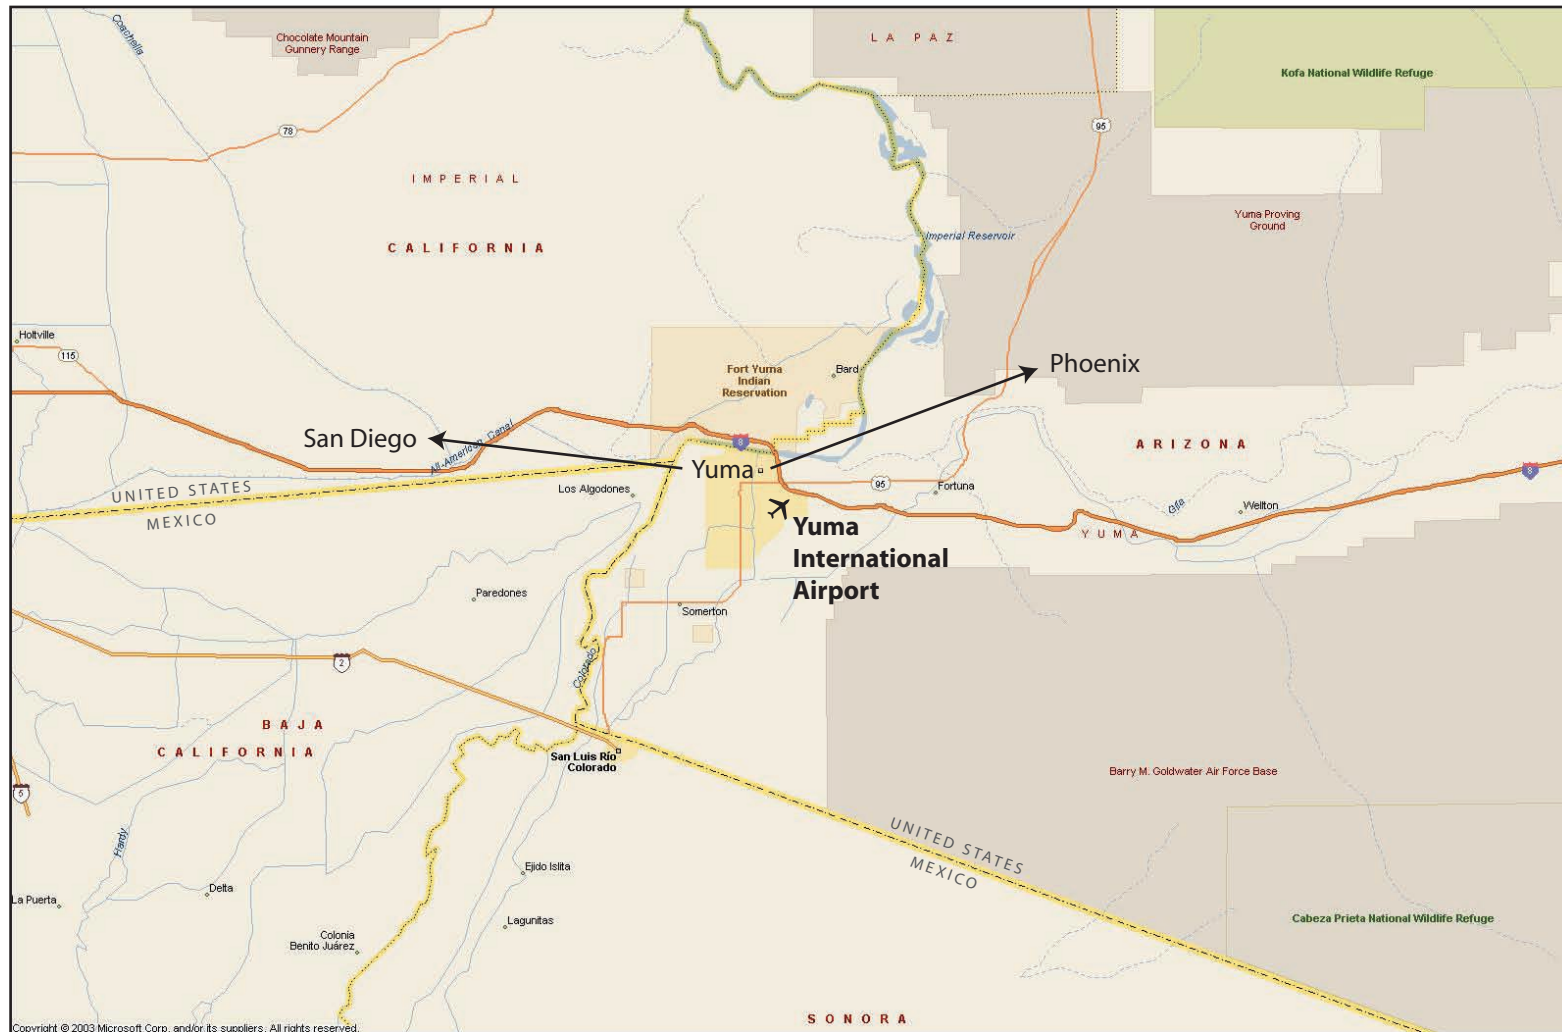 Coachella
Chocolate Mountain
Gunnery Range
LA PAZ
Kofa National Wildlife Refuge
78
95
IMPERIAL
CALIFORNIA
Yuma Proving
Ground
Imperial Reservoir
Holtville
115
Fort Yuma
Indian
Reservation
Bard
Phoenix
San Diego
All-American Canal
8
ARIZONA
Yuma
UNITED STATES
MEXICO
Los Algodones
95
Fortuna
8
Gila
Wellton
YUMA
Yuma
International
Airport
Paredones
Somerton
Colorado
2
BAJA
CALIFORNIA
San Luis Río
Colorado
5
Barry M. Goldwater Air Force Base
Hardy
UNITED STATES
MEXICO
Ejido Islita
La Puerta
Delta
Lagunitas
Cabeza Prieta National Wildlife Refuge
Colonia
Benito Juárez
SONORA
Copyright © 2003 Microsoft Corp. and/or its suppliers. All rights reserved.